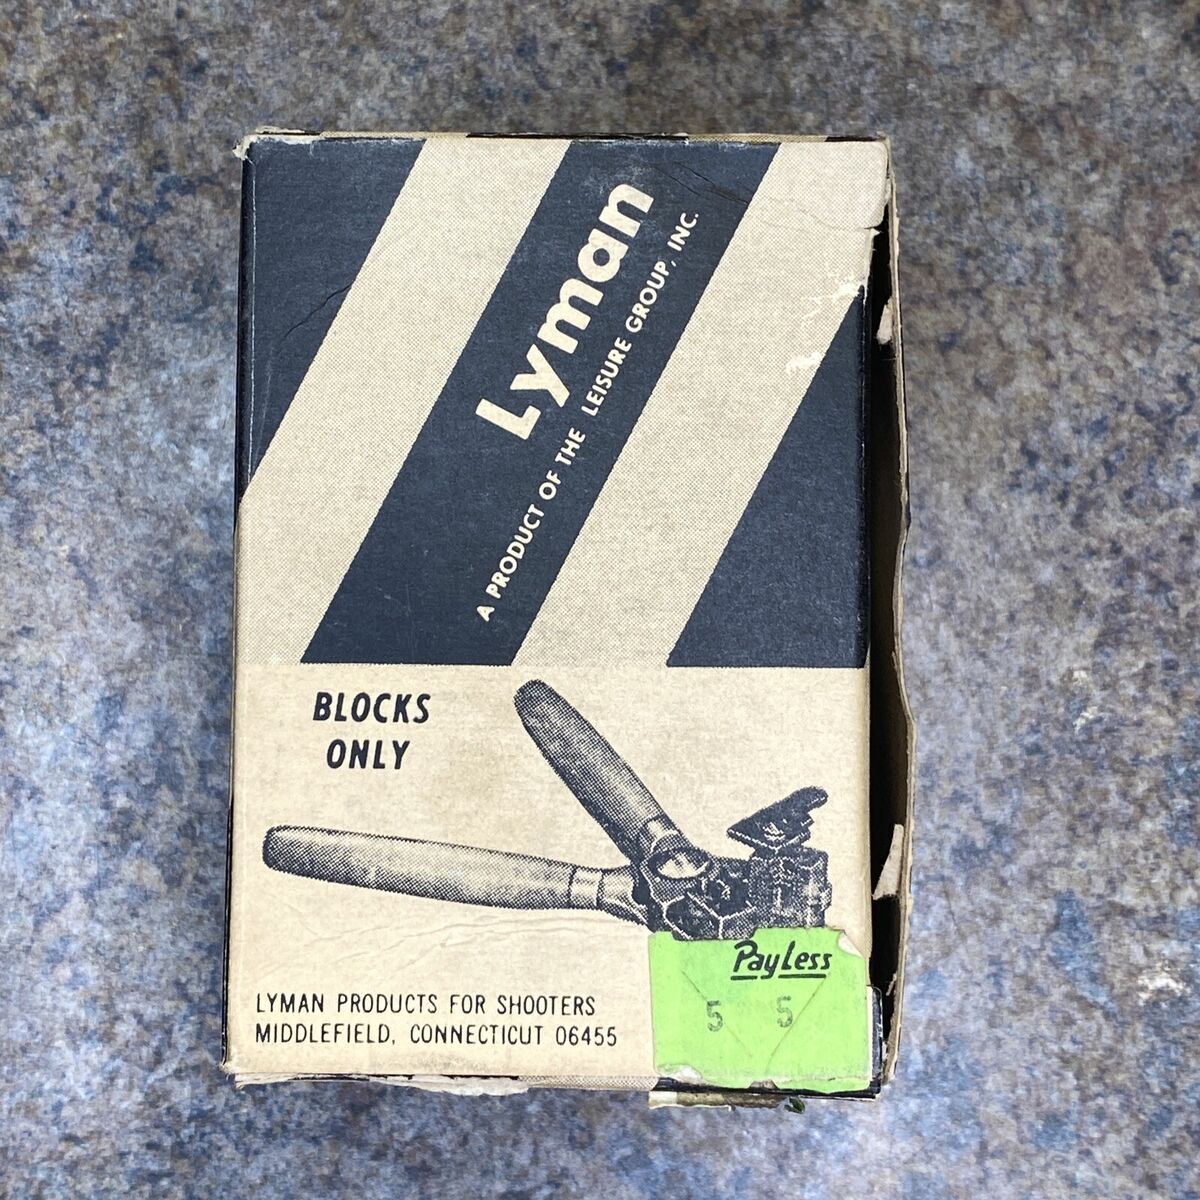 Lyman
A PRODUCT OF THE LEISURE GROUP, INC.
BLOCKS
ONLY
LYMAN PRODUCTS FOR SHOOTERS
MIDDLEFIELD, CONNECTICUT 06455
PayLess
5 5